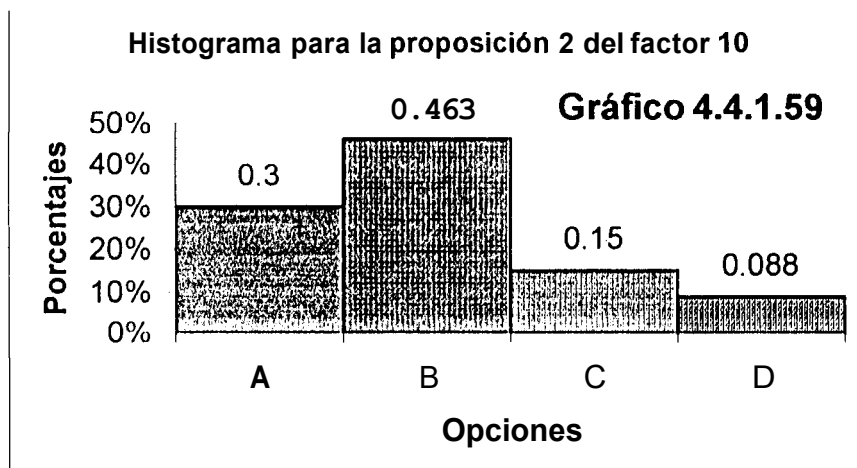 Histograma para la proposición 2 del factor 10
Gráfico 4.4.1.59
Porcentajes
50%
40%
30%
20%
10%
0%
0.3
0.463
0.15
0.088
A
B
C
D
Opciones